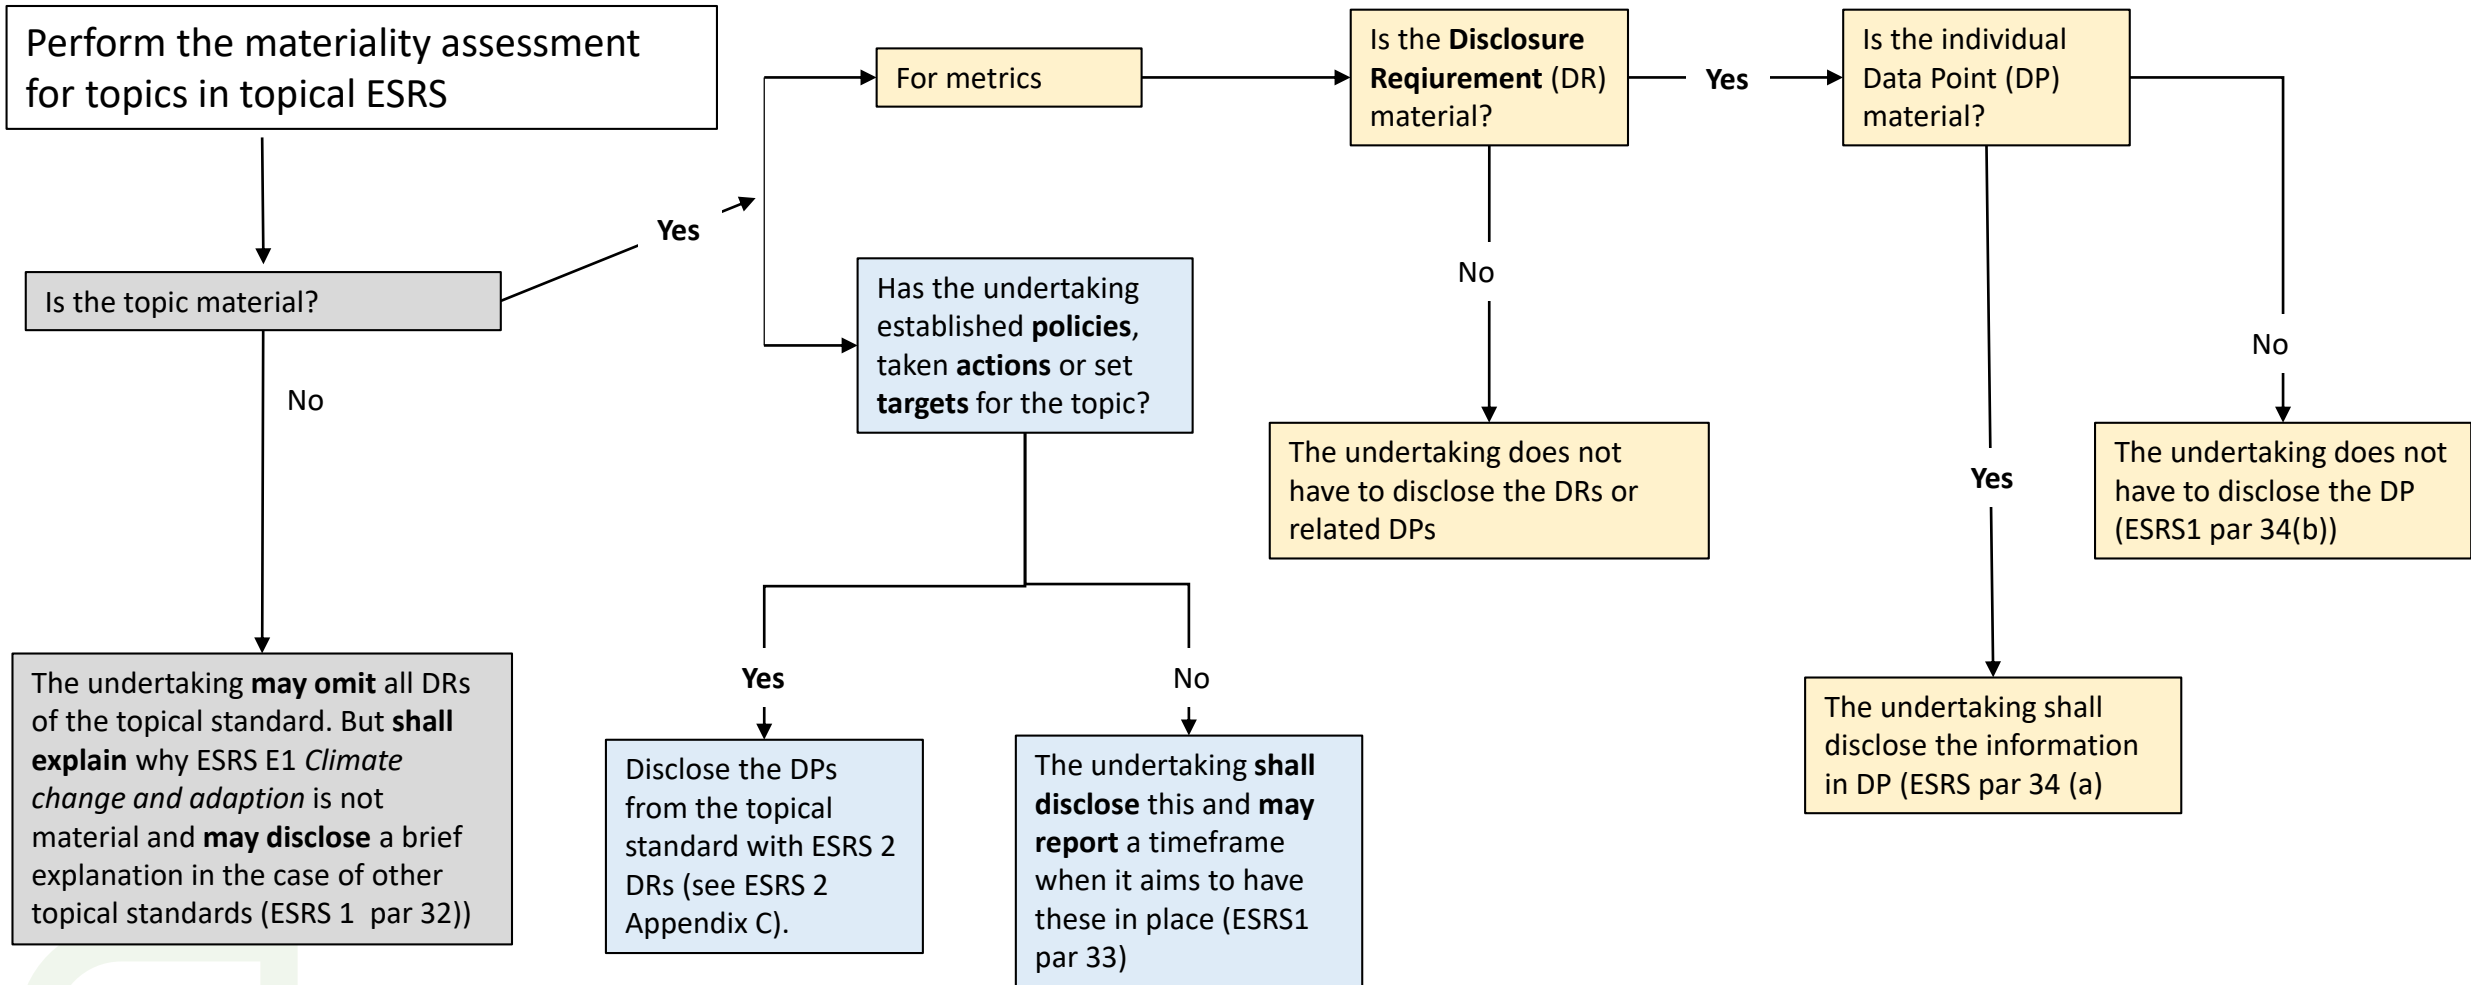 Perform the materiality assessment
for topics in topical ESRS
Is the topic material?
Yes
No
The undertaking may omit all DRs
of the topical standard. But shall
explain why ESRS E1 Climate
change and adaption is not
material and may disclose a brief
explanation in the case of other
topical standards (ESRS 1  par 32))
For metrics
Is the Disclosure
Reqiurement (DR)
material?
Yes
Is the individual
Data Point (DP)
material?
No
The undertaking does not
have to disclose the DRs or
related DPs
Yes
The undertaking shall
disclose the information
in DP (ESRS par 34 (a)
No
The undertaking does not
have to disclose the DP
(ESRS1 par 34(b))
Has the undertaking
established policies,
taken actions or set
targets for the topic?
Yes
Disclose the DPs
from the topical
standard with ESRS 2
DRs (see ESRS 2
Appendix C).
No
The undertaking shall
disclose this and may
report a timeframe
when it aims to have
these in place (ESRS1
par 33)